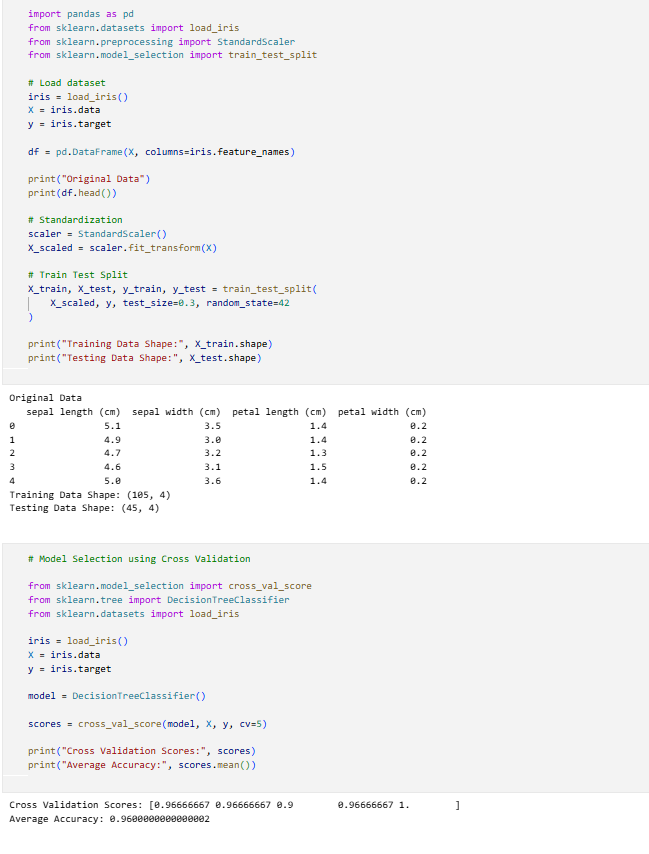 import pandas as pd
from sklearn.datasets import load_iris
from sklearn.preprocessing import StandardScaler
from sklearn.model_selection import train_test_split
# Load dataset
iris = load_iris()
X = iris.data
y = iris.target
df = pd.DataFrame(X, columns=iris.feature_names)
print("Original Data")
print(df.head())
# Standardization
scaler = StandardScaler()
X_scaled = scaler.fit_transform(X)
# Train Test Split
X_train, X_test, y_train, y_test = train_test_split(
    X_scaled, y, test_size=0.3, random_state=42
)
print("Training Data Shape:", X_train.shape)
print("Testing Data Shape:", X_test.shape)
Original Data
   sepal length (cm)  sepal width (cm)  petal length (cm)  petal width (cm)
0                5.1               3.5                1.4               0.2
1                4.9               3.0                1.4               0.2
2                4.7               3.2                1.3               0.2
3                4.6               3.1                1.5               0.2
4                5.0               3.6                1.4               0.2
Training Data Shape: (105, 4)
Testing Data Shape: (45, 4)
# Model Selection using Cross Validation
from sklearn.model_selection import cross_val_score
from sklearn.tree import DecisionTreeClassifier
from sklearn.datasets import load_iris
iris = load_iris()
X = iris.data
y = iris.target
model = DecisionTreeClassifier()
scores = cross_val_score(model, X, y, cv=5)
print("Cross Validation Scores:", scores)
print("Average Accuracy:", scores.mean())
Cross Validation Scores: [0.96666667 0.96666667 0.9        0.96666667 1.        ]
Average Accuracy: 0.9600000000000002